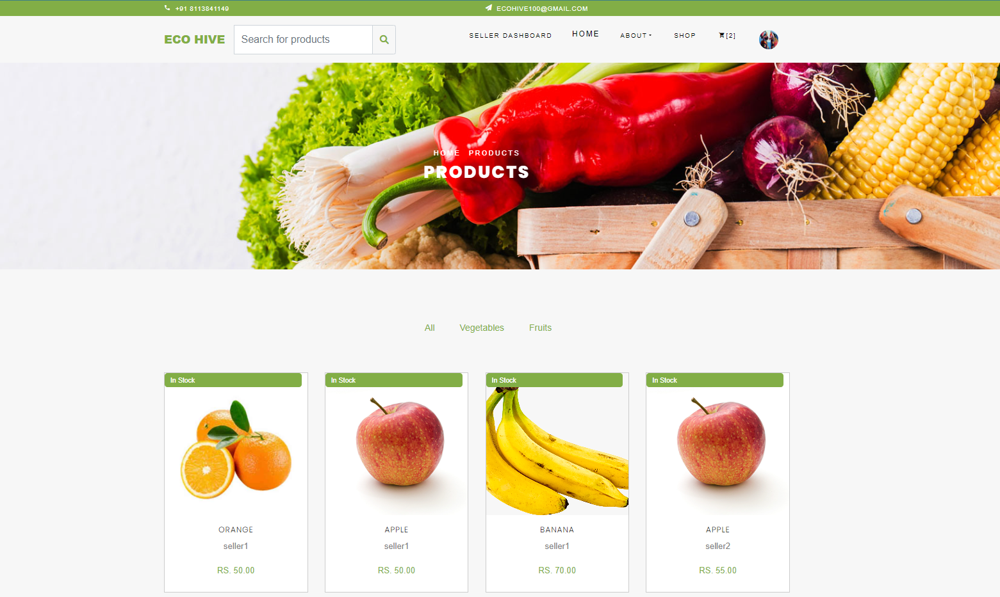 +91 8113841149
ECOHIVE100@GMAIL.COM
ECO HIVE
Search for products
SELLER DASHBOARD
HOME
ABOUT
SHOP
[2]
HOME PRODUCTS
PRODUCTS
All
Vegetables
Fruits
In Stock
ORANGE
seller1
RS. 50.00
In Stock
APPLE
seller1
RS. 50.00
In Stock
BANANA
seller1
RS. 70.00
In Stock
APPLE
seller2
RS. 55.00